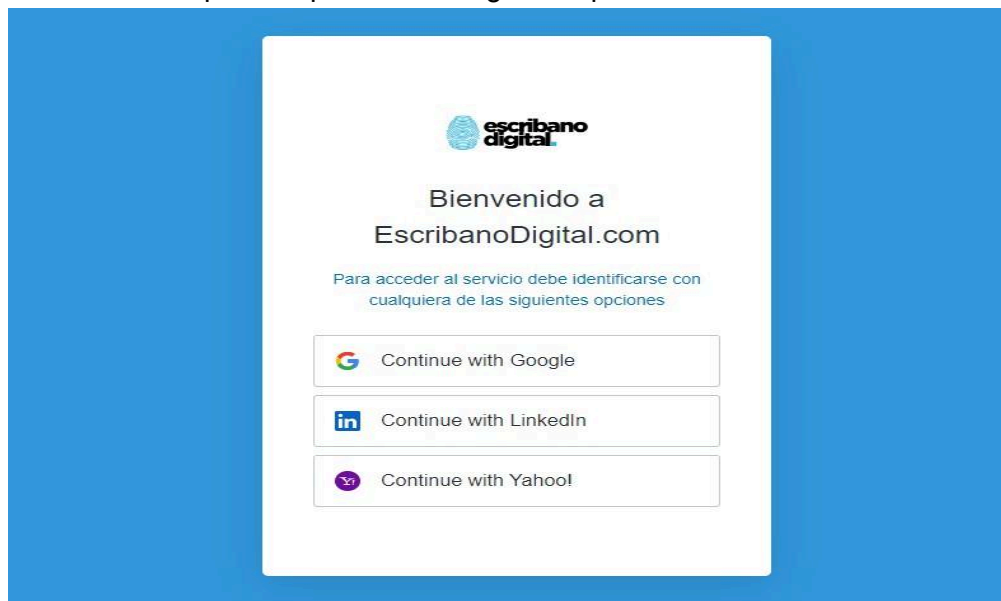 escribano
digital.
Bienvenido a
EscribanoDigital.com
Para acceder al servicio debe identificarse con
cualquiera de las siguientes opciones
Continue with Google
in Continue with LinkedIn
Y! Continue with Yahoo!